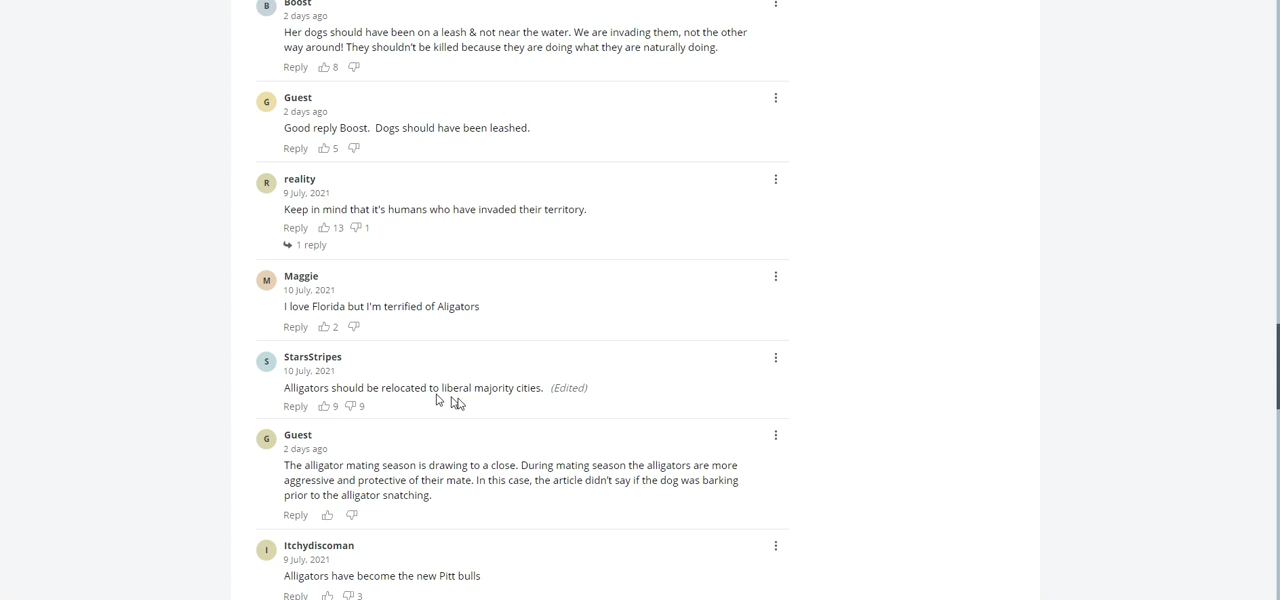 B
Boost
2 days ago
Her dogs should have been on a leash & not near the water. We are invading them, not the other
way around! They shouldn't be killed because they are doing what they are naturally doing.
Reply 8
G
Guest
2 days ago
Good reply Boost.  Dogs should have been leashed.
Reply 5
R
reality
9 July, 2021
Keep in mind that it's humans who have invaded their territory.
Reply 13 1
1 reply
M
Maggie
10 July, 2021
I love Florida but I'm terrified of Aligators
Reply 2
S
StarsStripes
10 July, 2021
Alligators should be relocated to liberal majority cities. (Edited)
Reply 9 9
G
Guest
2 days ago
The alligator mating season is drawing to a close. During mating season the alligators are more
aggressive and protective of their mate. In this case, the article didn't say if the dog was barking
prior to the alligator snatching.
Reply
I
Itchydiscoman
9 July, 2021
Alligators have become the new Pitt bulls
Reply 3